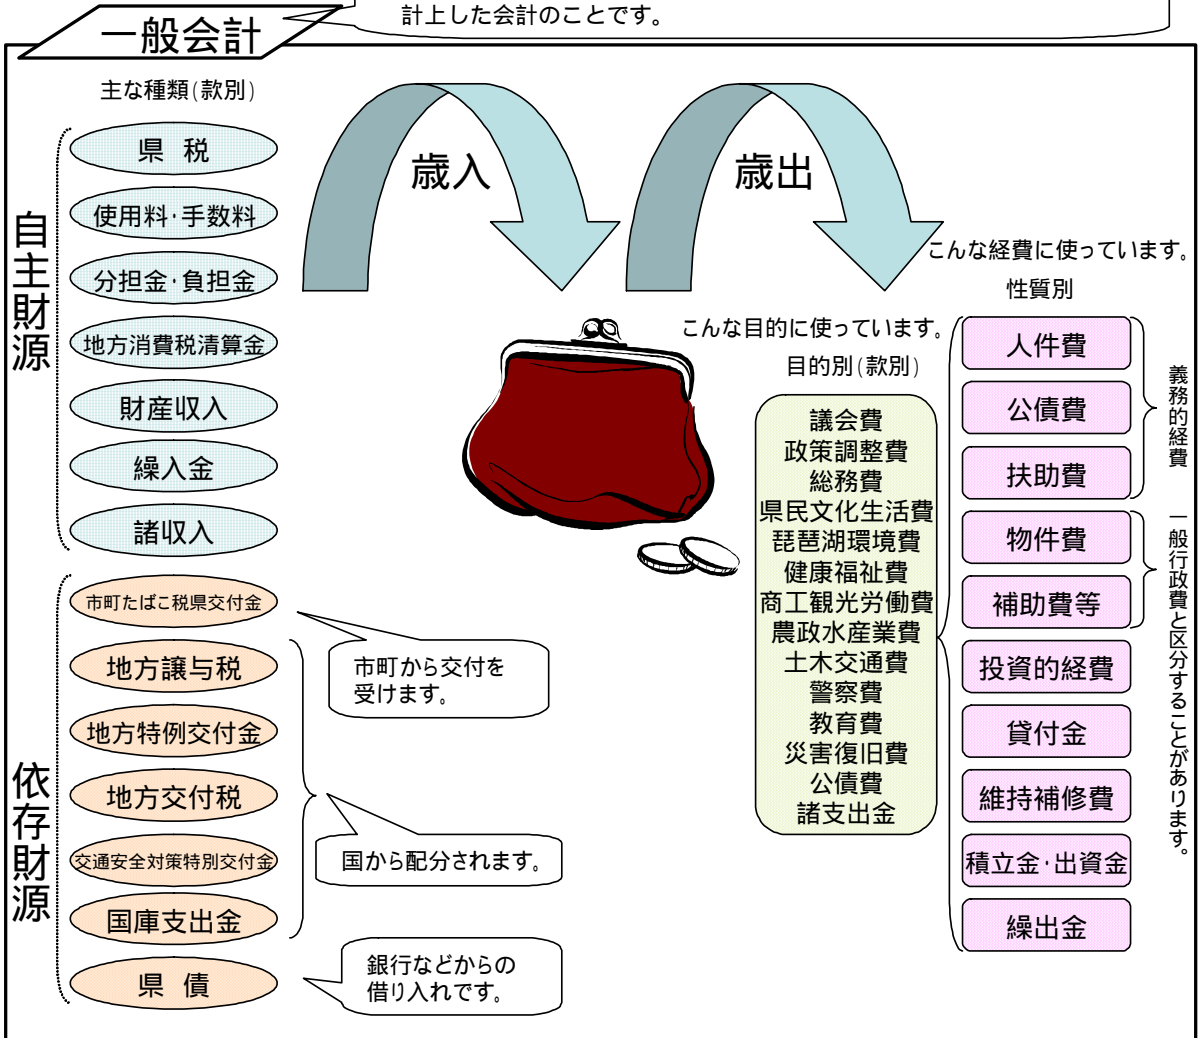 計上した会計のことです。
一般会計
主な種類(款別)
自主財源
県 税
使用料・手数料
分担金・負担金
地方消費税清算金
財産収入
繰入金
諸収入
依存財源
市町たばこ税県交付金
地方譲与税
地方特例交付金
地方交付税
交通安全対策特別交付金
国庫支出金
県 債
市町から交付を
受けます。
国から配分されます。
銀行などからの
借り入れです。
歳入
歳出
こんな目的に使っています。
目的別(款別)
議会費
政策調整費
総務費
県民文化生活費
琵琶湖環境費
健康福祉費
商工観光労働費
農政水産業費
土木交通費
警察費
教育費
災害復旧費
公債費
諸支出金
こんな経費に使っています。
性質別
人件費
公債費
扶助費
物件費
補助費等
投資的経費
貸付金
維持補修費
積立金・出資金
繰出金
義務的経費
一般行政費と区分することがあります。